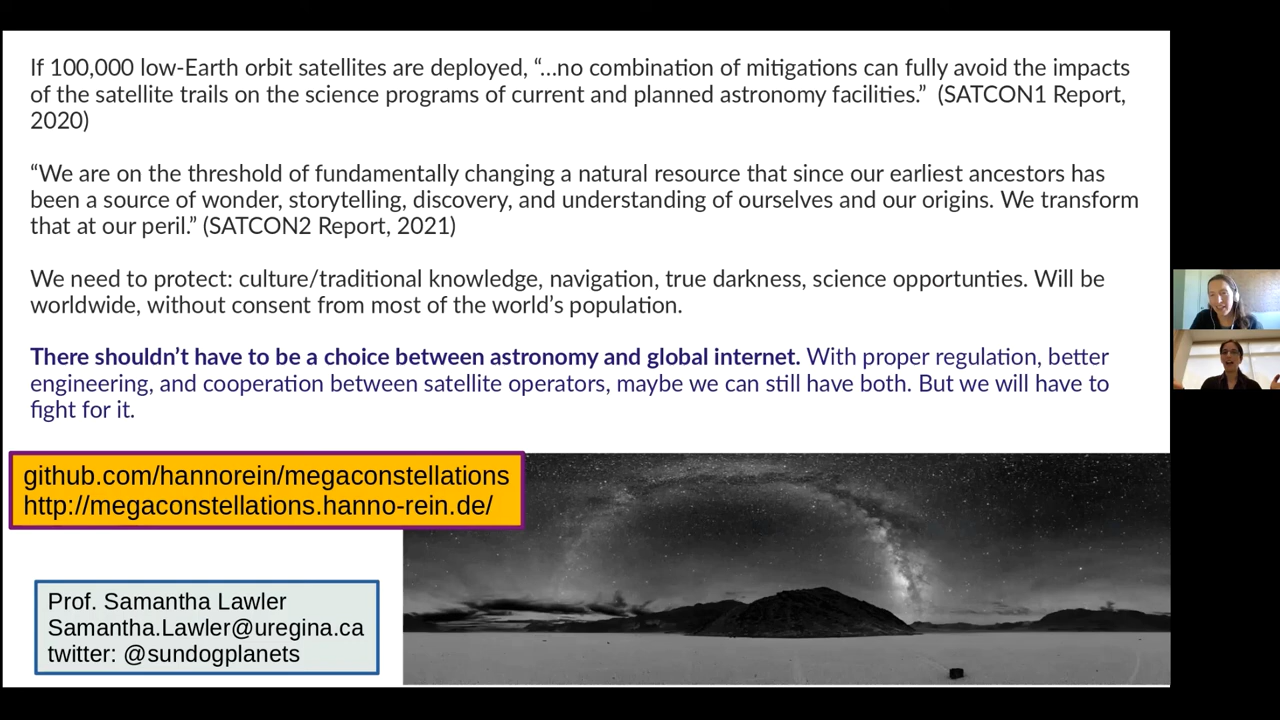 If 100,000 low-Earth orbit satellites are deployed, “...no combination of mitigations can fully avoid the impacts
of the satellite trails on the science programs of current and planned astronomy facilities.”  (SATCON1 Report,
2020)
“We are on the threshold of fundamentally changing a natural resource that since our earliest ancestors has
been a source of wonder, storytelling, discovery, and understanding of ourselves and our origins. We transform
that at our peril.” (SATCON2 Report, 2021)
We need to protect: culture/traditional knowledge, navigation, true darkness, science opportunties. Will be
worldwide, without consent from most of the world’s population.
There shouldn’t have to be a choice between astronomy and global internet. With proper regulation, better
engineering, and cooperation between satellite operators, maybe we can still have both. But we will have to
fight for it.
github.com/hannorein/megaconstellations
http://megaconstellations.hanno-rein.de/
Prof. Samantha Lawler
Samantha.Lawler@uregina.ca
twitter: @sundogplanets